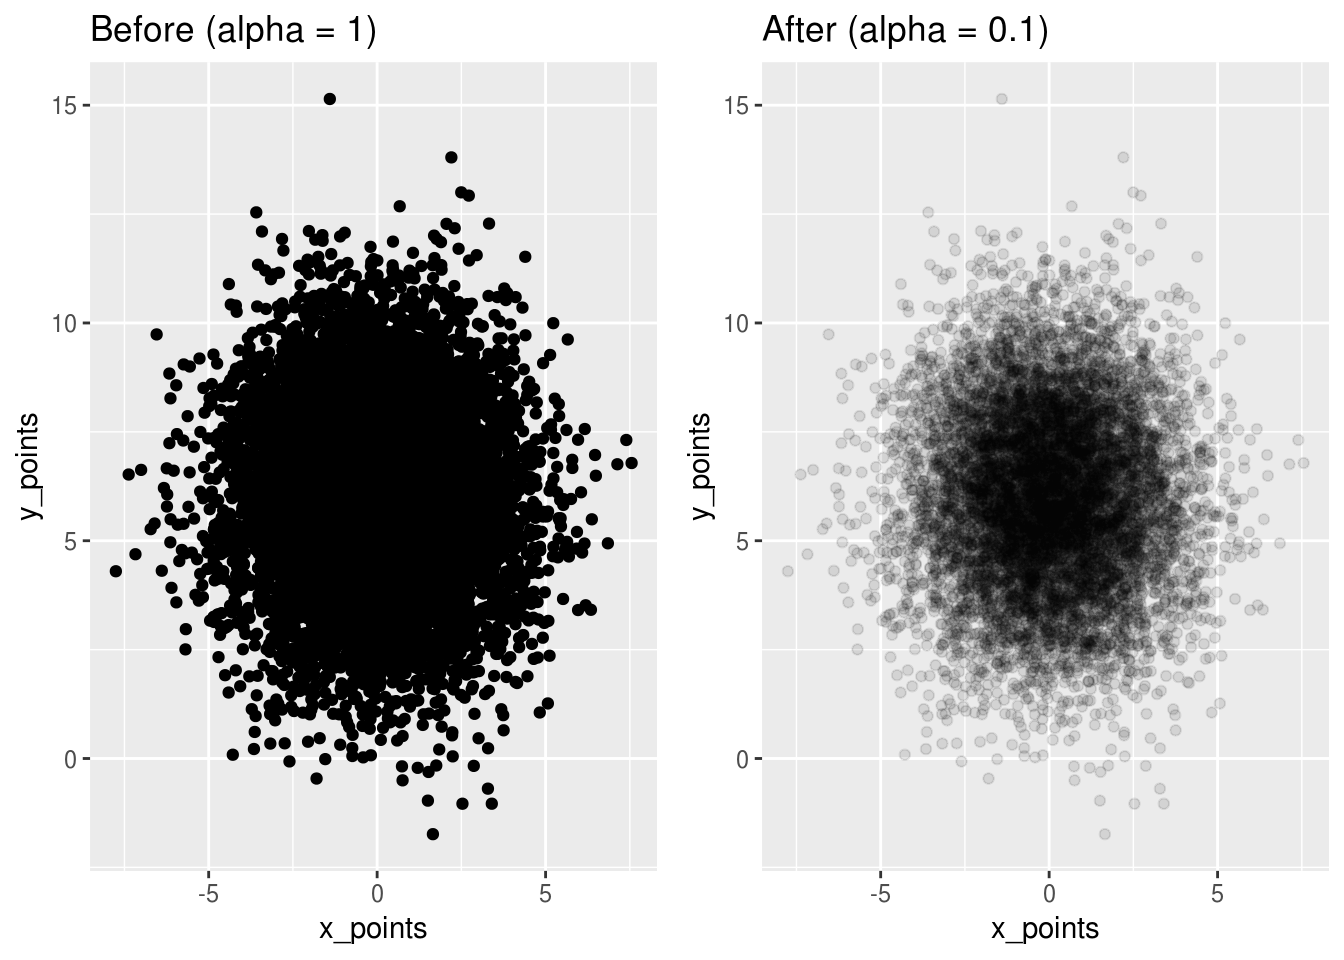 Before (alpha = 1)
15
10
5
0
y_points
-5
0
5
x_points
After (alpha = 0.1)
15
10
5
0
y_points
-5
0
5
x_points